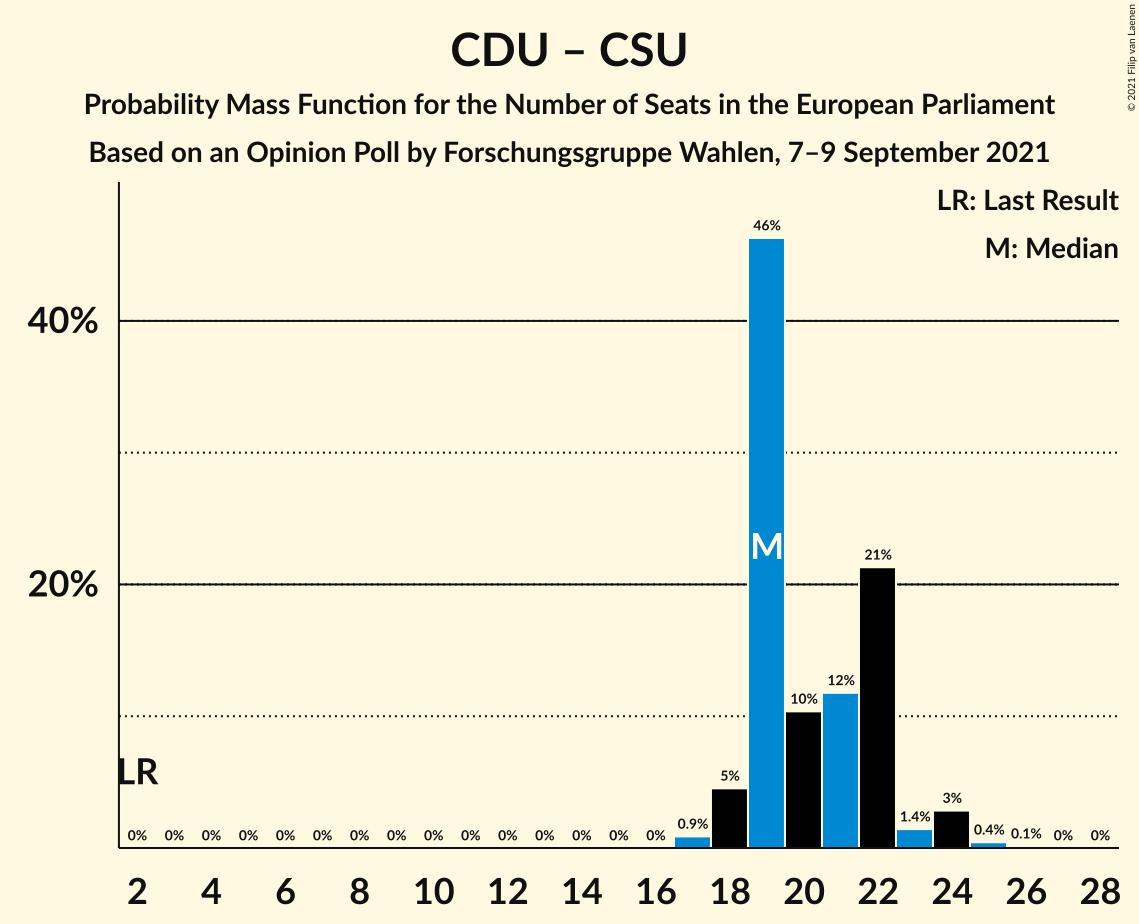 CDU – CSU
Probability Mass Function for the Number of Seats in the European Parliament
Based on an Opinion Poll by Forschungsgruppe Wahlen, 7–9 September 2021
© 2021 Filip van Laenen
LR: Last Result
M: Median
46%
40%
M
21%
20%
12%
10%
LR
5%
3%
0% 0% 0% 0% 0% 0% 0% 0% 0% 0% 0% 0% 0% 0% 0% 0.9% 1.4% 0.4% 0.1% 0% 0%
2 4 6 8 10 12 14 16 18 20 22 24 26 28